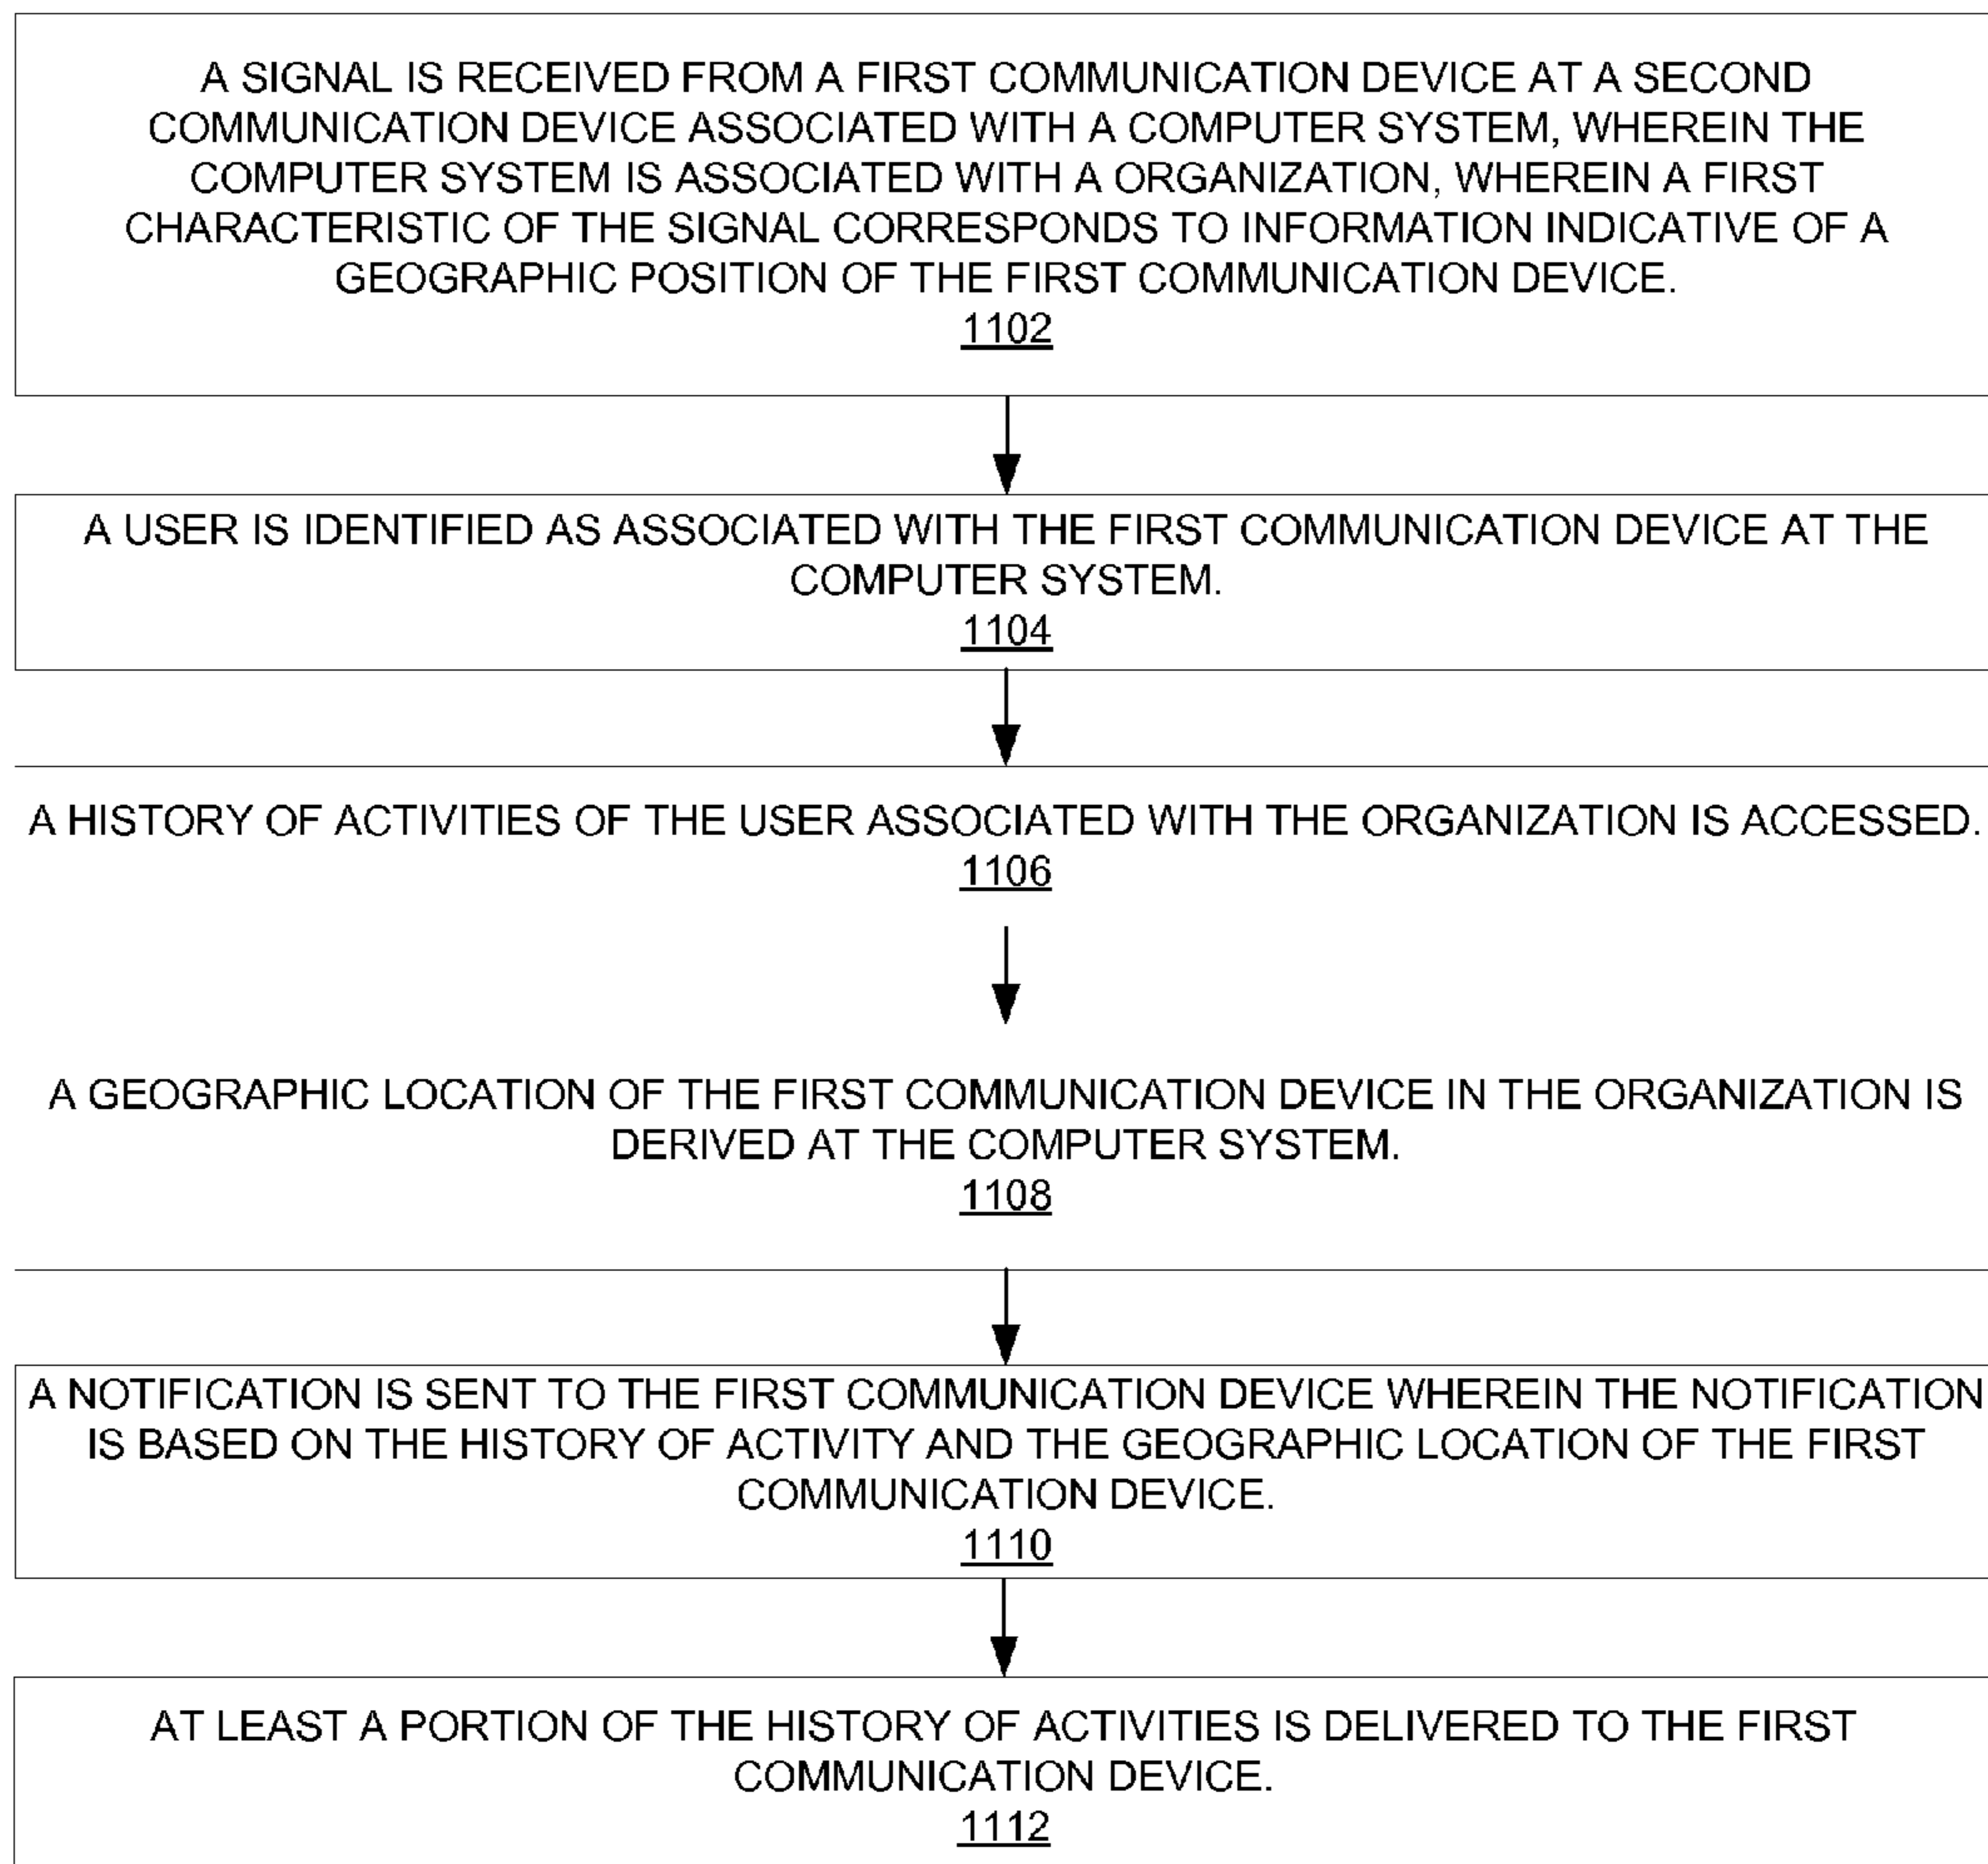 A SIGNAL IS RECEIVED FROM A FIRST COMMUNICATION DEVICE AT A SECOND
COMMUNICATION DEVICE ASSOCIATED WITH A COMPUTER SYSTEM, WHEREIN THE
COMPUTER SYSTEM IS ASSOCIATED WITH A ORGANIZATION, WHEREIN A FIRST
CHARACTERISTIC OF THE SIGNAL CORRESPONDS TO INFORMATION INDICATIVE OF A
GEOGRAPHIC POSITION OF THE FIRST COMMUNICATION DEVICE.
1102
A USER IS IDENTIFIED AS ASSOCIATED WITH THE FIRST COMMUNICATION DEVICE AT THE
COMPUTER SYSTEM.
1104
A HISTORY OF ACTIVITIES OF THE USER ASSOCIATED WITH THE ORGANIZATION IS ACCESSED.
1106
A GEOGRAPHIC LOCATION OF THE FIRST COMMUNICATION DEVICE IN THE ORGANIZATION IS
DERIVED AT THE COMPUTER SYSTEM.
1108
A NOTIFICATION IS SENT TO THE FIRST COMMUNICATION DEVICE WHEREIN THE NOTIFICATION
IS BASED ON THE HISTORY OF ACTIVITY AND THE GEOGRAPHIC LOCATION OF THE FIRST
COMMUNICATION DEVICE.
1110
AT LEAST A PORTION OF THE HISTORY OF ACTIVITIES IS DELIVERED TO THE FIRST
COMMUNICATION DEVICE.
1112